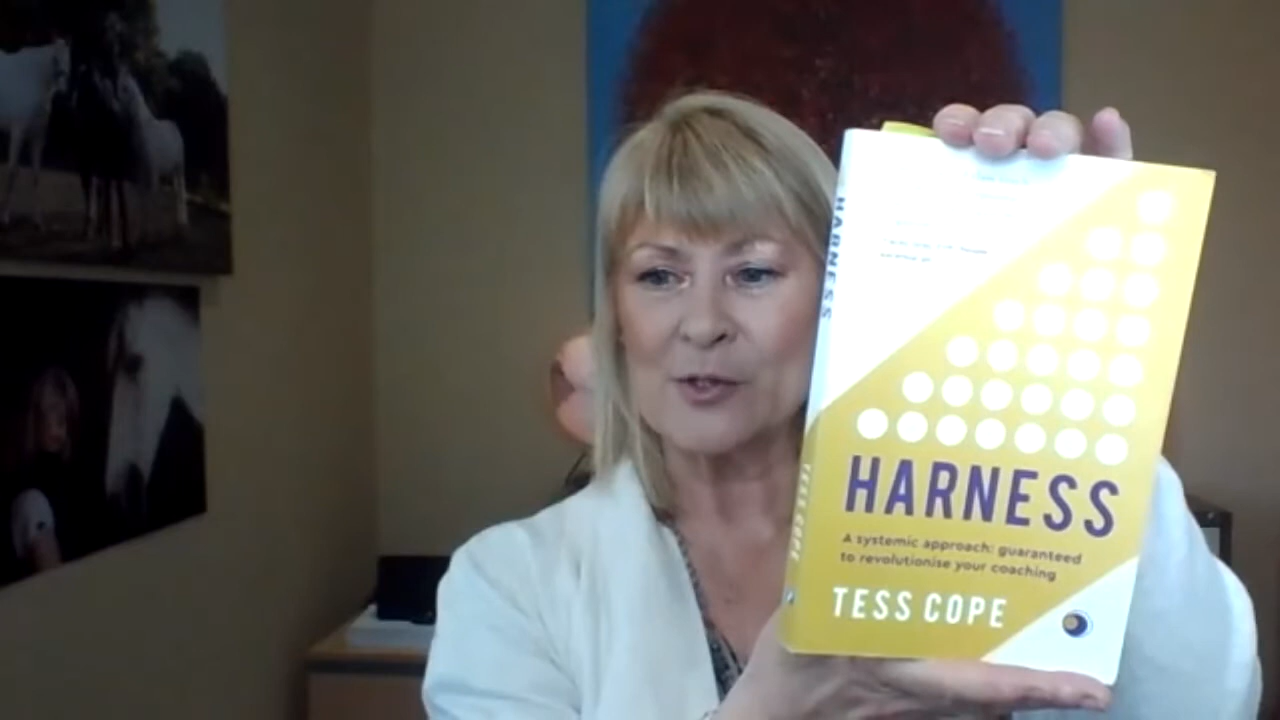 HARNESS
TESS COPE
HARNESS
A systemic approach: guaranteed
to revolutionise your coaching
TESS COPE